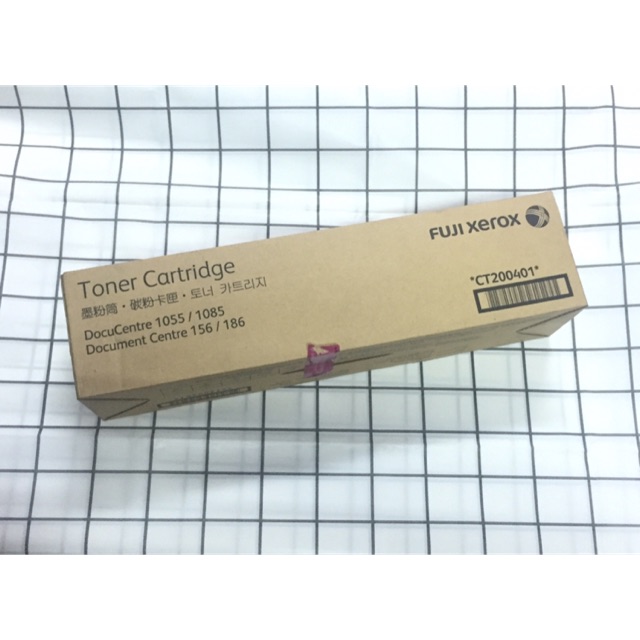 FUJI xerox
Toner Cartridge
墨粉筒・碳粉卡匣・토너 카트리지
DocuCentre 1055 / 1085
Document Centre 156 / 186
*CT200401*